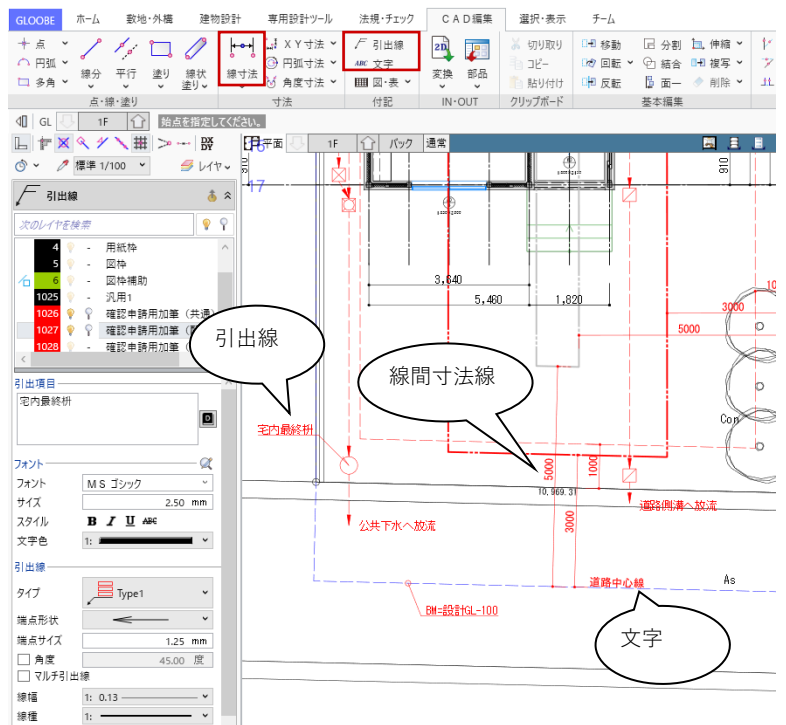 GLOOBE ホーム 敷地・外構 建物設計 専用設計ツール 法規・チェック ＣＡＤ編集 選択・表示 チーム
点 線分 平行 塗り 線状塗り 線寸法 ＸＹ寸法 引出線 2D 変換 部品 切り取り 移動 分割 伸縮
円弧 円弧寸法 ABC 文字 コピー 回転 結合 複写
多角 角度寸法 図・表 貼り付け 反転 面一 削除
点・線・塗り 寸法 付記 IN・OUT クリップボード 基本編集
GL 1F 始点を指定してください。
平面 1F バック 通常
標準 1/100 レイヤ
引出線
次のレイヤを検索
4 - 用紙枠
5 - 図枠
6 - 図枠補助
1025 - 汎用1
1026 確認申請用加筆（共通）
1027 確認申請用加筆（
1028 - 確認申請用加筆（
引出項目
宅内最終枡
フォント
フォント ＭＳ ゴシック
サイズ 2.50 mm
スタイル B I U ABC
文字色 1:
引出線
タイプ Type1
端点形状
端点サイズ 1.25 mm
角度 45.00 度
マルチ引出線
線幅 1: 0.13
線種 1:
16
17
910
910
3,640
5,460
1,820
10
3000
5000
引出線
線間寸法線
Con
宅内最終枡
5000
1000
10,969.31
道路側溝へ放流
公共下水へ放流
3000
道路中心線
As
BM=設計GL-100
文字